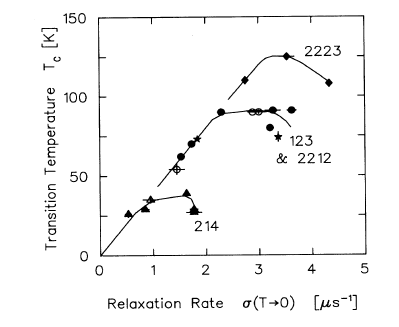 150
100
50
0
Transition Temperature T_c [K]
2223
123
& 2212
214
0 1 2 3 4 5
Relaxation Rate σ(T→0) [μs⁻¹]